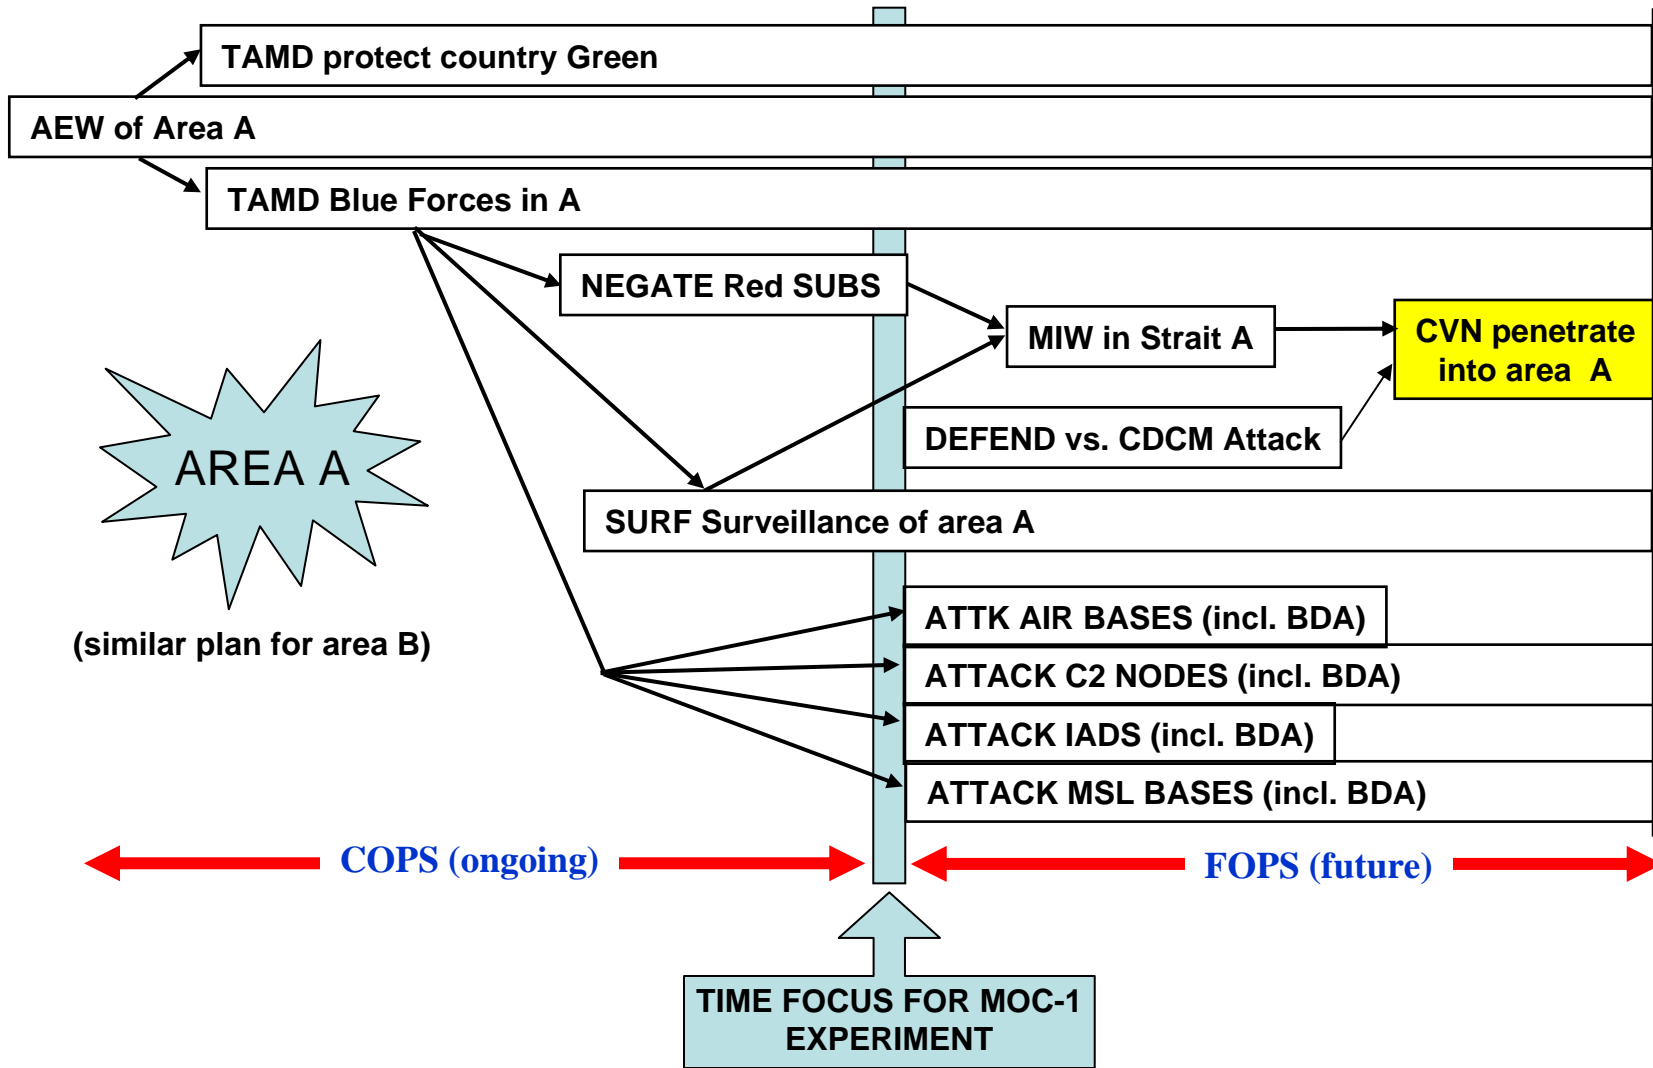 TAMD protect country Green
AEW of Area A
TAMD Blue Forces in A
NEGATE Red SUBS
MIW in Strait A
CVN penetrate
into area A
DEFEND vs. CDCM Attack
AREA A
SURF Surveillance of area A
(similar plan for area B)
ATTK AIR BASES (incl. BDA)
ATTACK C2 NODES (incl. BDA)
ATTACK IADS (incl. BDA)
ATTACK MSL BASES (incl. BDA)
COPS (ongoing)
FOPS (future)
TIME FOCUS FOR MOC-1
EXPERIMENT